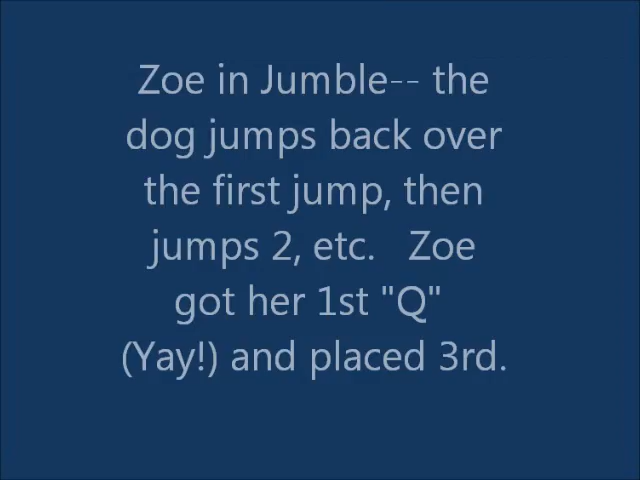 Zoe in Jumble-- the
dog jumps back over
the first jump, then
jumps 2, etc.   Zoe
got her 1st "Q"
(Yay!) and placed 3rd.